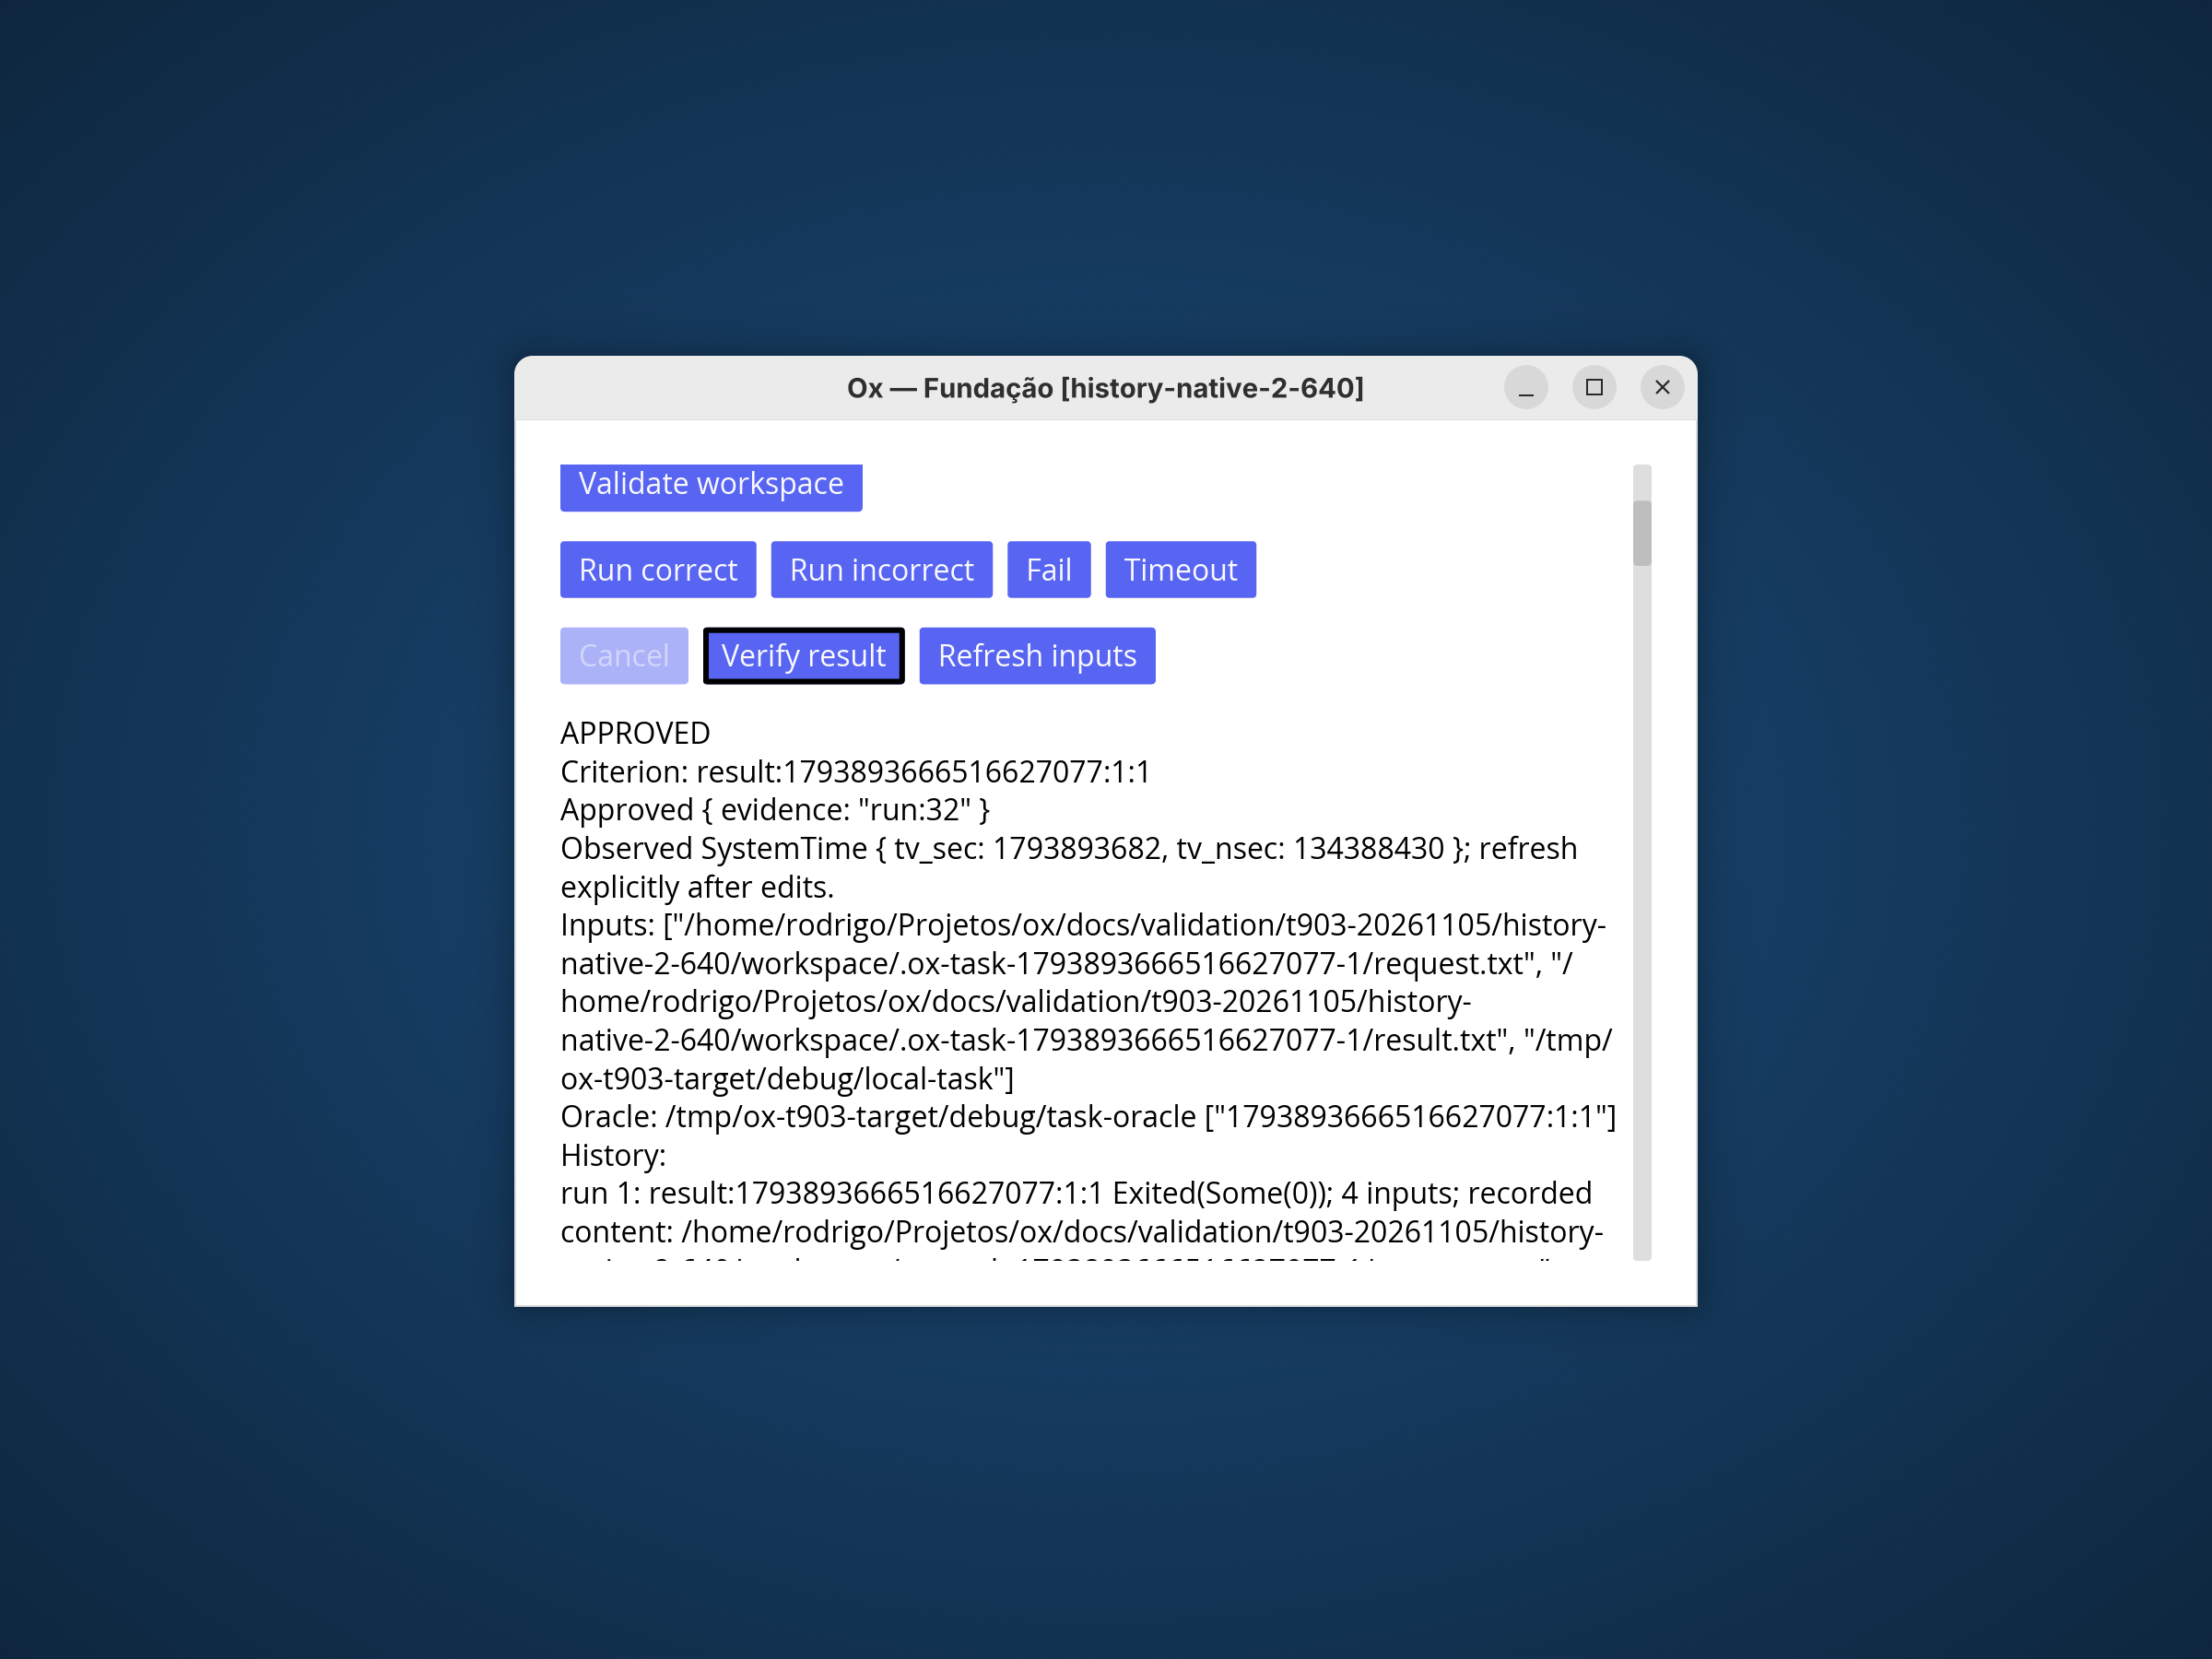 Ox — Fundação [history-native-2-640]
Validate workspace
Run correct Run incorrect Fail Timeout
Cancel Verify result Refresh inputs
APPROVED
Criterion: result:1793893666516627077:1:1
Approved { evidence: "run:32" }
Observed SystemTime { tv_sec: 1793893682, tv_nsec: 134388430 }; refresh
explicitly after edits.
Inputs: ["/home/rodrigo/Projetos/ox/docs/validation/t903-20261105/history-
native-2-640/workspace/.ox-task-1793893666516627077-1/request.txt", "/
home/rodrigo/Projetos/ox/docs/validation/t903-20261105/history-
native-2-640/workspace/.ox-task-1793893666516627077-1/result.txt", "/tmp/
ox-t903-target/debug/local-task"]
Oracle: /tmp/ox-t903-target/debug/task-oracle ["1793893666516627077:1:1"]
History:
run 1: result:1793893666516627077:1:1 Exited(Some(0)); 4 inputs; recorded
content: /home/rodrigo/Projetos/ox/docs/validation/t903-20261105/history-